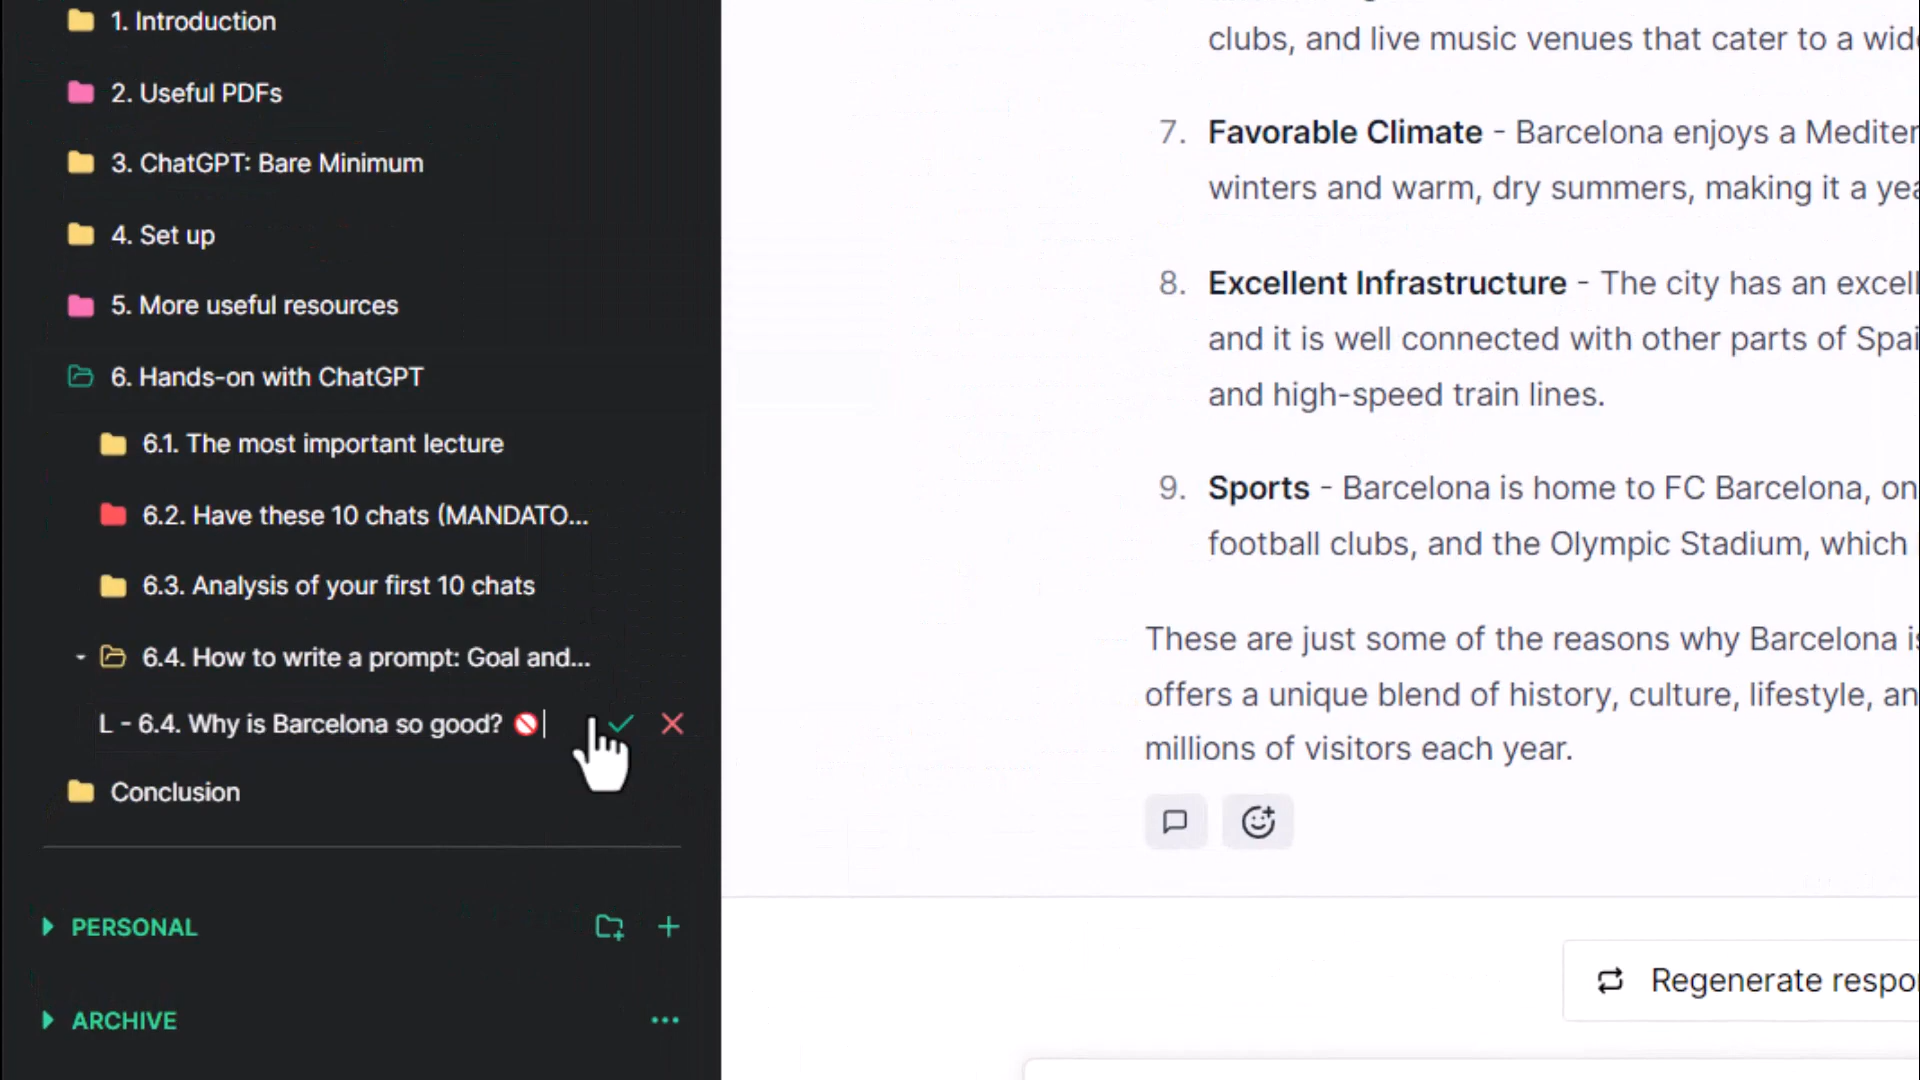 1. Introduction
2. Useful PDFs
3. ChatGPT: Bare Minimum
4. Set up
5. More useful resources
6. Hands-on with ChatGPT
6.1. The most important lecture
6.2. Have these 10 chats (MANDATO...
6.3. Analysis of your first 10 chats
6.4. How to write a prompt: Goal and...
L - 6.4. Why is Barcelona so good? 🚫
Conclusion
PERSONAL
ARCHIVE
clubs, and live music venues that cater to a wid
7. Favorable Climate - Barcelona enjoys a Mediter
winters and warm, dry summers, making it a yea
8. Excellent Infrastructure - The city has an excell
and it is well connected with other parts of Spai
and high-speed train lines.
9. Sports - Barcelona is home to FC Barcelona, on
football clubs, and the Olympic Stadium, which
These are just some of the reasons why Barcelona is
offers a unique blend of history, culture, lifestyle, an
millions of visitors each year.
Regenerate respo